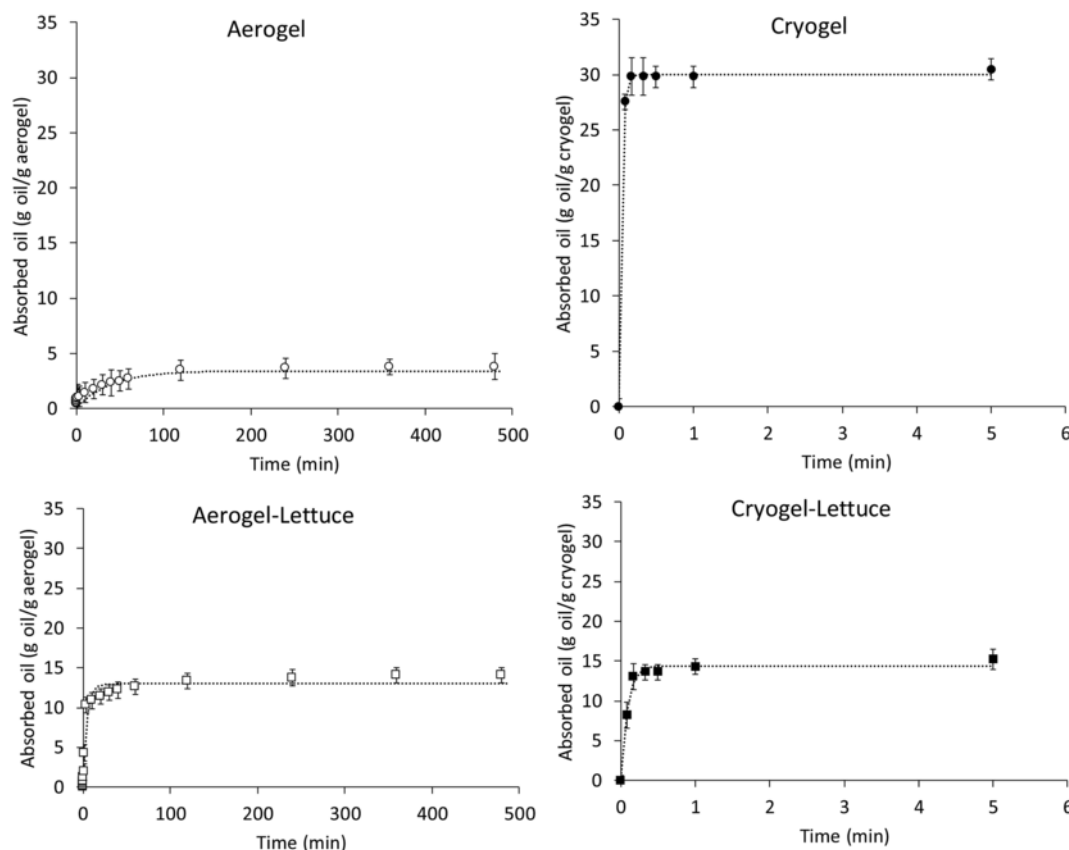 Aerogel
Absorbed oil (g oil/g aerogel)
35
30
25
20
15
10
5
0
0 100 200 300 400 500
Time (min)
Cryogel
Absorbed oil (g oil/g cryogel)
35
30
25
20
15
10
5
0
0 1 2 3 4 5 6
Time (min)
Aerogel-Lettuce
Absorbed oil (g oil/g aerogel)
35
30
25
20
15
10
5
0
0 100 200 300 400 500
Time (min)
Cryogel-Lettuce
Absorbed oil (g oil/g cryogel)
35
30
25
20
15
10
5
0
0 1 2 3 4 5 6
Time (min)